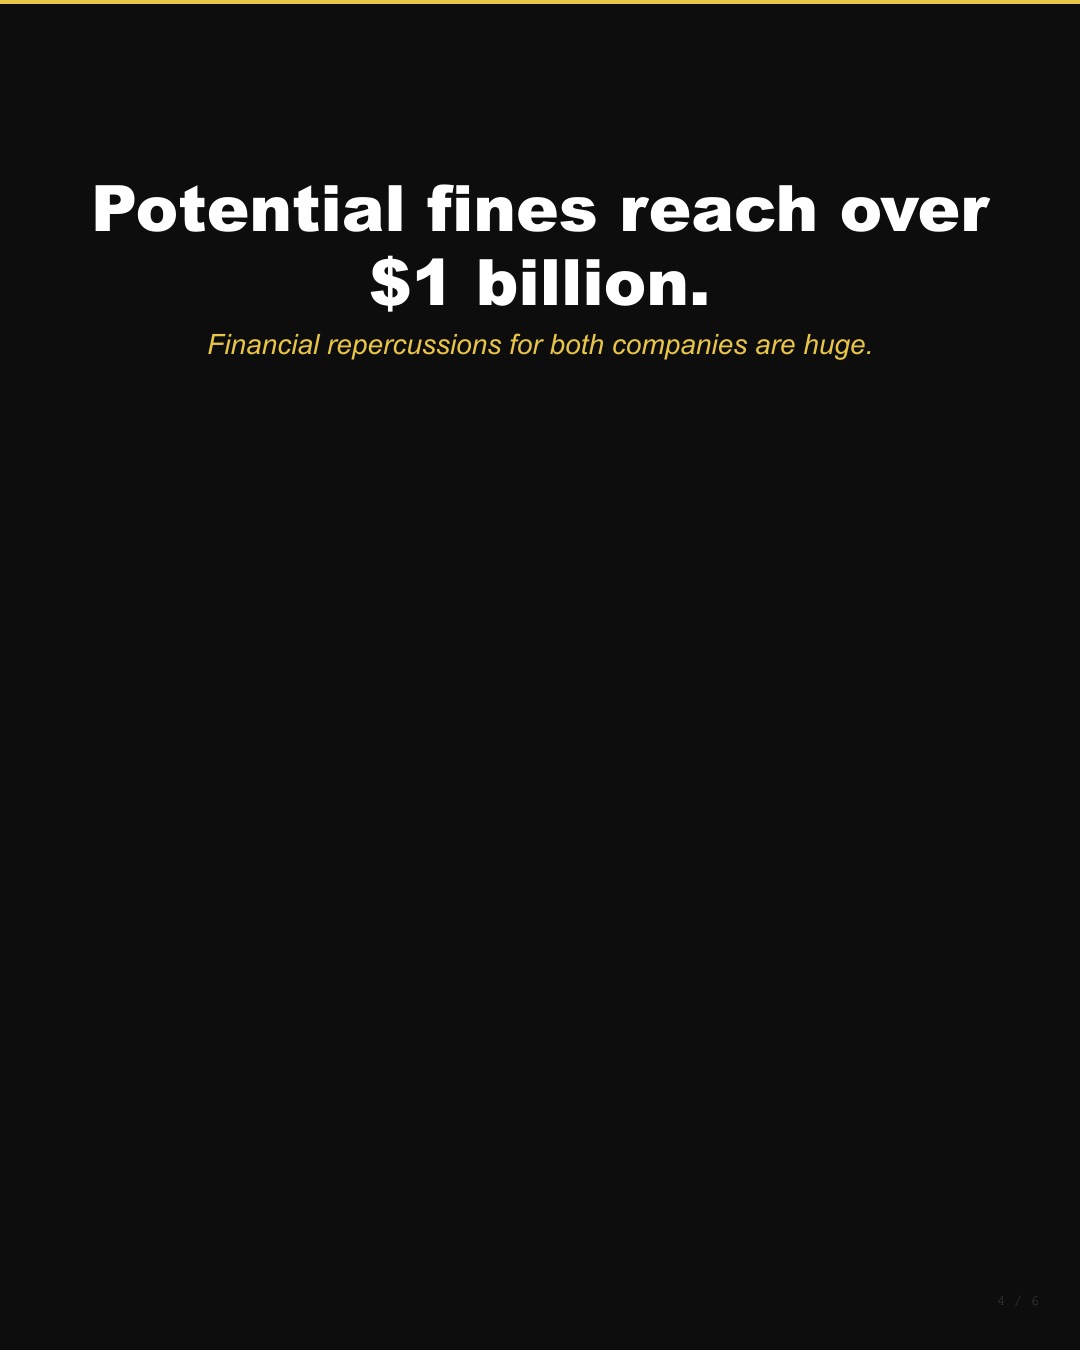 Potential fines reach over
$1 billion.
Financial repercussions for both companies are huge.
4 / 6